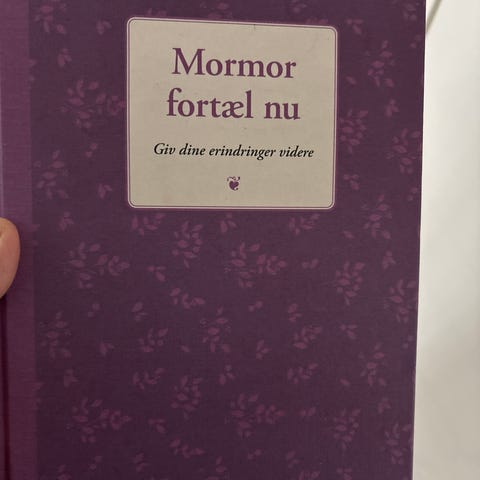 Mormor
fortæl nu
Giv dine erindringer videre